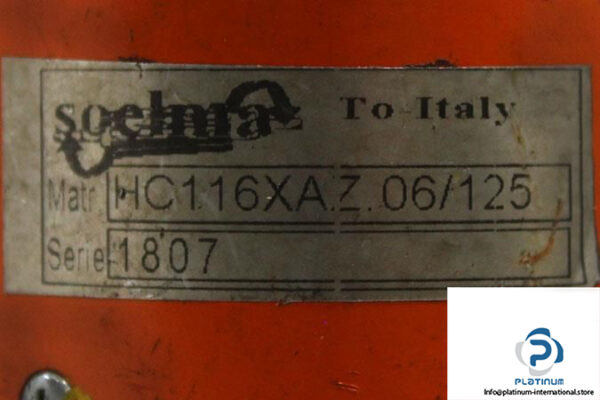 soelma To Italy
Matr HC116XA.Z.06/125
Serie 1807
P
PLATINUM
Info@platinum-international.store